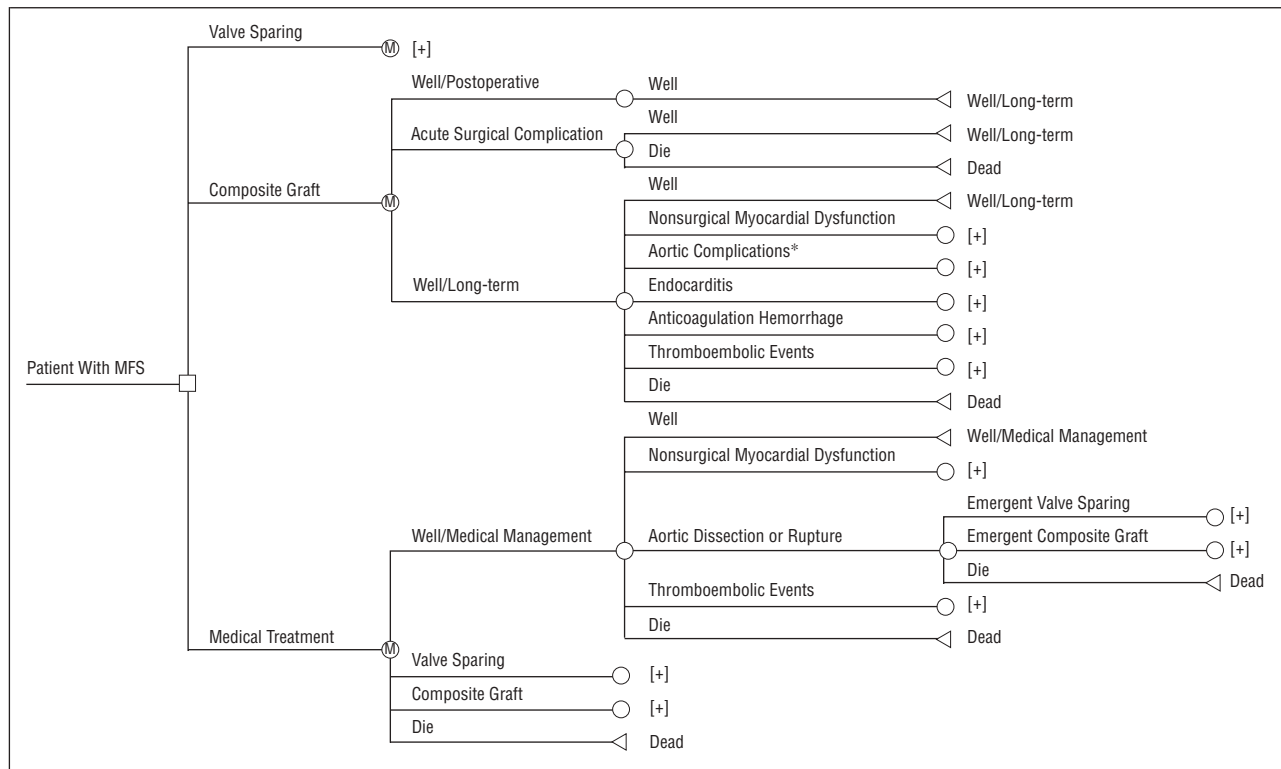 Valve Sparing
M [+]
Well/Postoperative
Well
Well/Long-term
Acute Surgical Complication
Well
Well/Long-term
Die
Dead
Composite Graft
M
Well
Well/Long-term
Nonsurgical Myocardial Dysfunction
[+]
Aortic Complications*
[+]
Well/Long-term
Endocarditis
[+]
Anticoagulation Hemorrhage
[+]
Thromboembolic Events
[+]
Die
Dead
Patient With MFS
Well
Well/Medical Management
Nonsurgical Myocardial Dysfunction
[+]
Well/Medical Management
Aortic Dissection or Rupture
Emergent Valve Sparing
[+]
Emergent Composite Graft
[+]
Die
Dead
Thromboembolic Events
[+]
Die
Dead
Medical Treatment
M
Valve Sparing
[+]
Composite Graft
[+]
Die
Dead